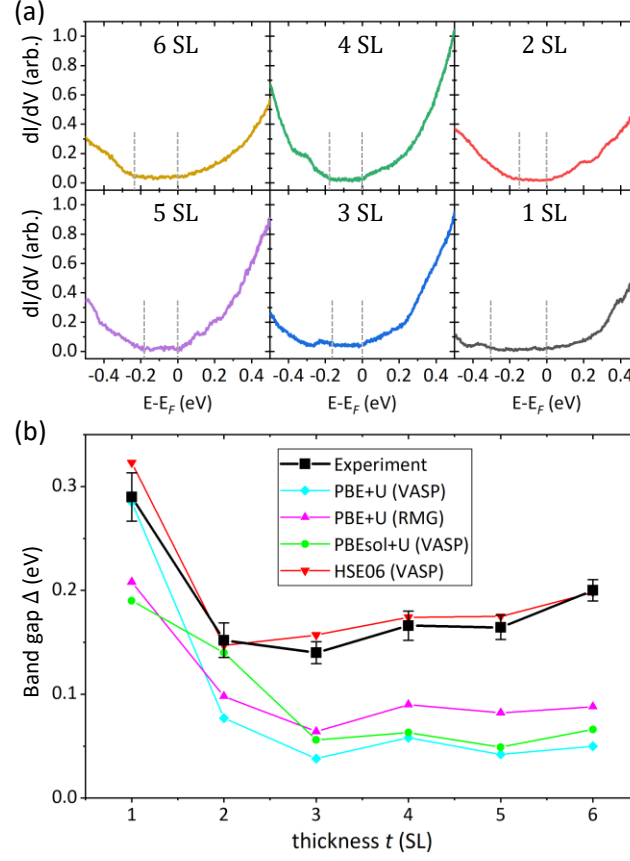 (a)
6 SL 4 SL 2 SL
dI/dV (arb.)
1.0
0.8
0.6
0.4
0.2
0.0
5 SL 3 SL 1 SL
dI/dV (arb.)
1.0
0.8
0.6
0.4
0.2
0.0
-0.4 -0.2 0 0.2 0.4 -0.4 -0.2 0 0.2 0.4 -0.4 -0.2 0 0.2 0.4
E-E_F (eV) E-E_F (eV) E-E_F (eV)
(b)
Experiment
PBE+U (VASP)
PBE+U (RMG)
PBEsol+U (VASP)
HSE06 (VASP)
Band gap Δ (eV)
0.3
0.2
0.1
0.0
1 2 3 4 5 6
thickness t (SL)